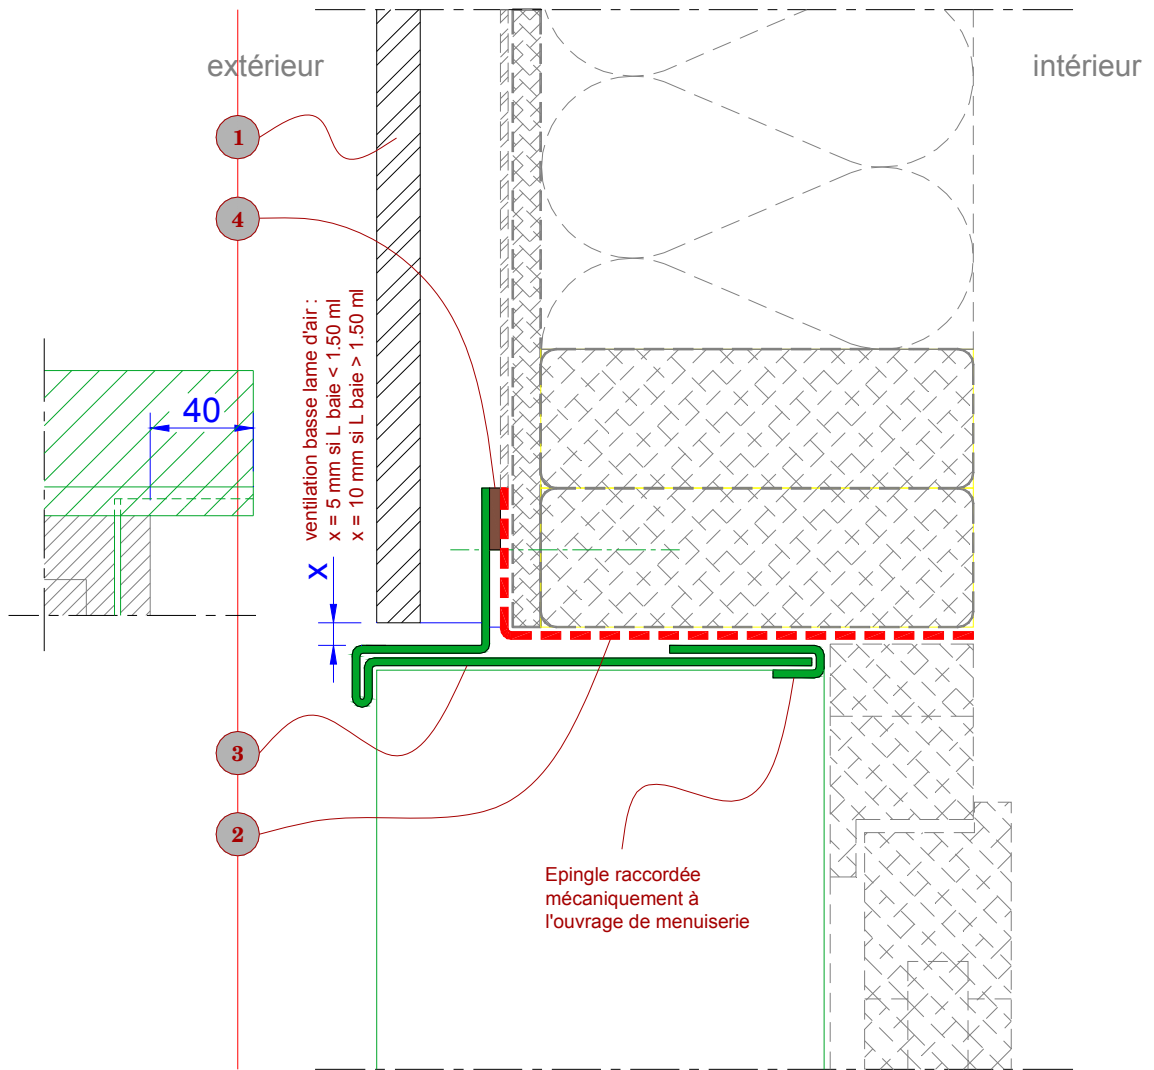 extérieur
intérieur
1
4
ventilation basse lame d'air :
x = 5 mm si L baie < 1.50 ml
x = 10 mm si L baie > 1.50 ml
40
x
3
2
Epingle raccordée
mécaniquement à
l'ouvrage de menuiserie